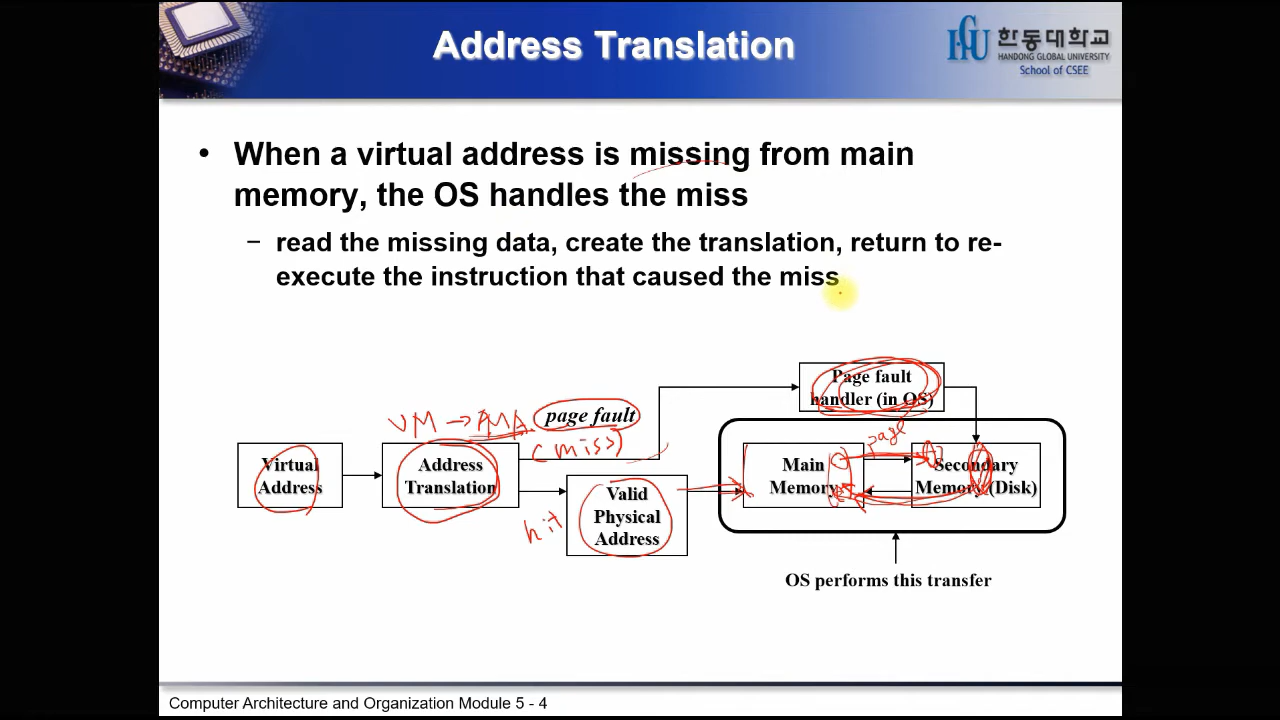 Address Translation
한동대학교
HANDONG GLOBAL UNIVERSITY
School of CSEE
• When a virtual address is missing from main
memory, the OS handles the miss
– read the missing data, create the translation, return to re-
execute the instruction that caused the miss
Page fault
handler (in OS)
VM → PMA
page fault
(miss)
page
Virtual
Address
Address
Translation
hit
Valid
Physical
Address
Main
Memory
Secondary
Memory (Disk)
OS performs this transfer
Computer Architecture and Organization Module 5 - 4